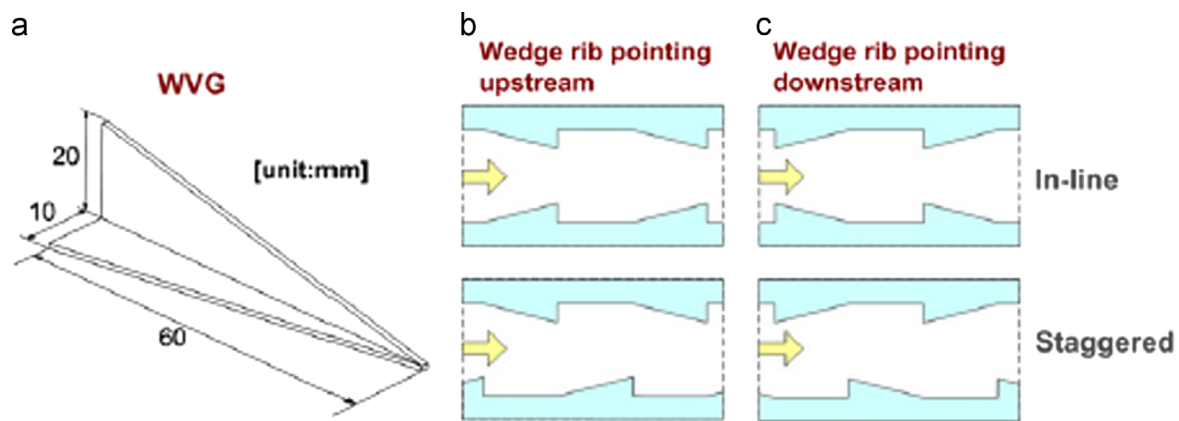 a
WVG
20
10
[unit:mm]
60
b
Wedge rib pointing
upstream
c
Wedge rib pointing
downstream
In-line
Staggered